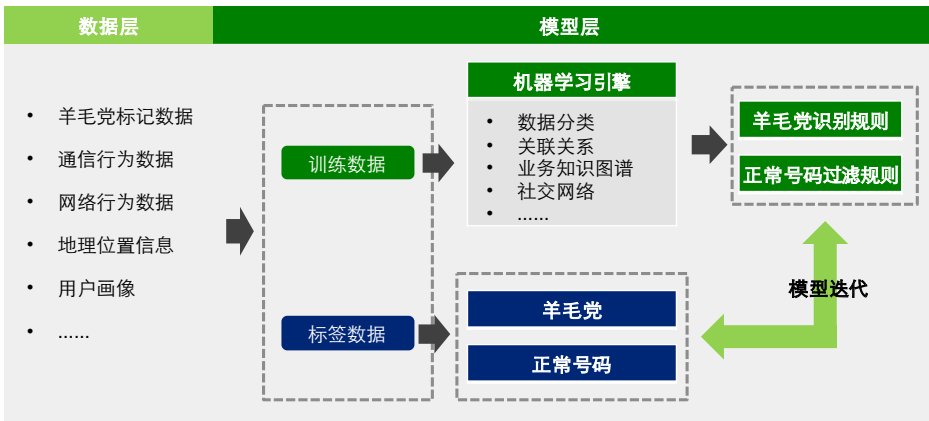 数据层
模型层
• 羊毛党标记数据
• 通信行为数据
• 网络行为数据
• 地理位置信息
• 用户画像
• ......
训练数据
标签数据
机器学习引擎
• 数据分类
• 关联关系
• 业务知识图谱
• 社交网络
• ......
羊毛党
正常号码
羊毛党识别规则
正常号码过滤规则
模型迭代